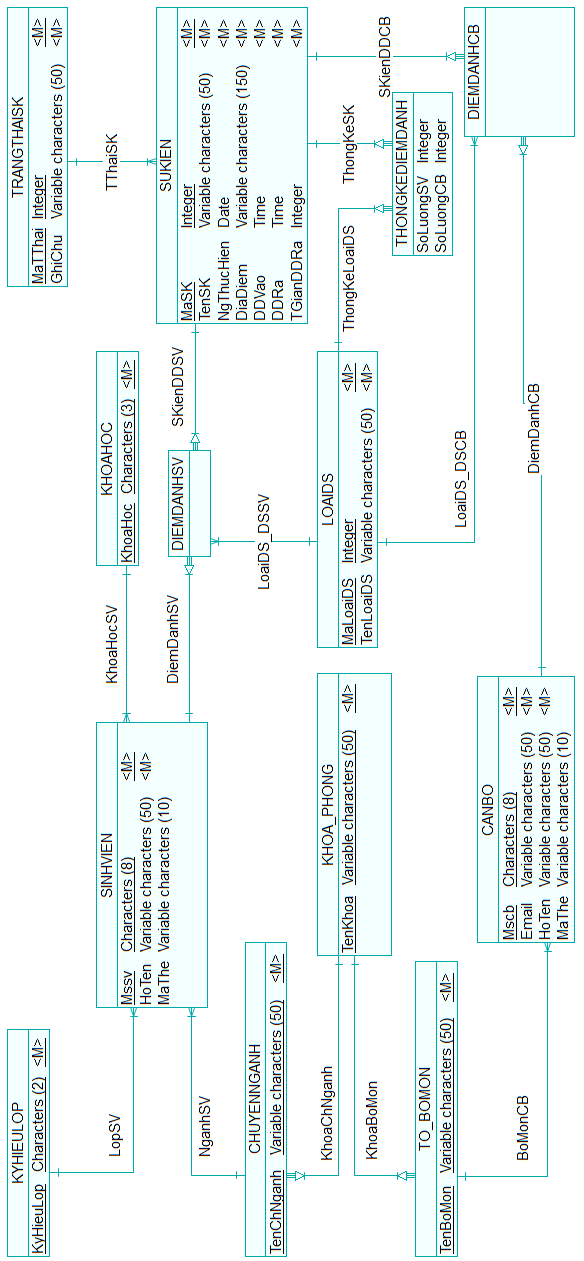 TRANGTHAISK
MaTThai Integer <M>
GhiChu Variable characters (50) <M>
TThaiSK
SUKIEN
MaSK Integer <M>
TenSK Variable characters (50) <M>
NgThucHien Date <M>
DiaDiem Variable characters (150) <M>
DDVao Time <M>
DDRa Time <M>
TGianDDRa Integer <M>
SKienDDCB
DIEMDANHCB
ThongKeSK
THONGKEDIEMDANH
SoLuongSV Integer
SoLuongCB Integer
ThongKeLoaiDS
KHOAHOC
KhoaHoc Characters (3) <M>
SKienDDSV
DIEMDANHSV
LOAIDS
MaLoaiDS Integer <M>
TenLoaiDS Variable characters (50) <M>
LoaiDS_DSCB
DiemDanhCB
LoaiDS_DSSV
KhoaHocSV
DiemDanhSV
SINHVIEN
Mssv Characters (8) <M>
HoTen Variable characters (50) <M>
MaThe Variable characters (10)
KHOA_PHONG
TenKhoa Variable characters (50) <M>
CANBO
Mscb Characters (8) <M>
Email Variable characters (50) <M>
HoTen Variable characters (50) <M>
MaThe Variable characters (10)
KYHIEULOP
KyHieuLop Characters (2) <M>
LopSV
NganhSV
CHUYENNGANH
TenChNganh Variable characters (50) <M>
KhoaChNganh
KhoaBoMon
TO_BOMON
TenBoMon Variable characters (50) <M>
BoMonCB